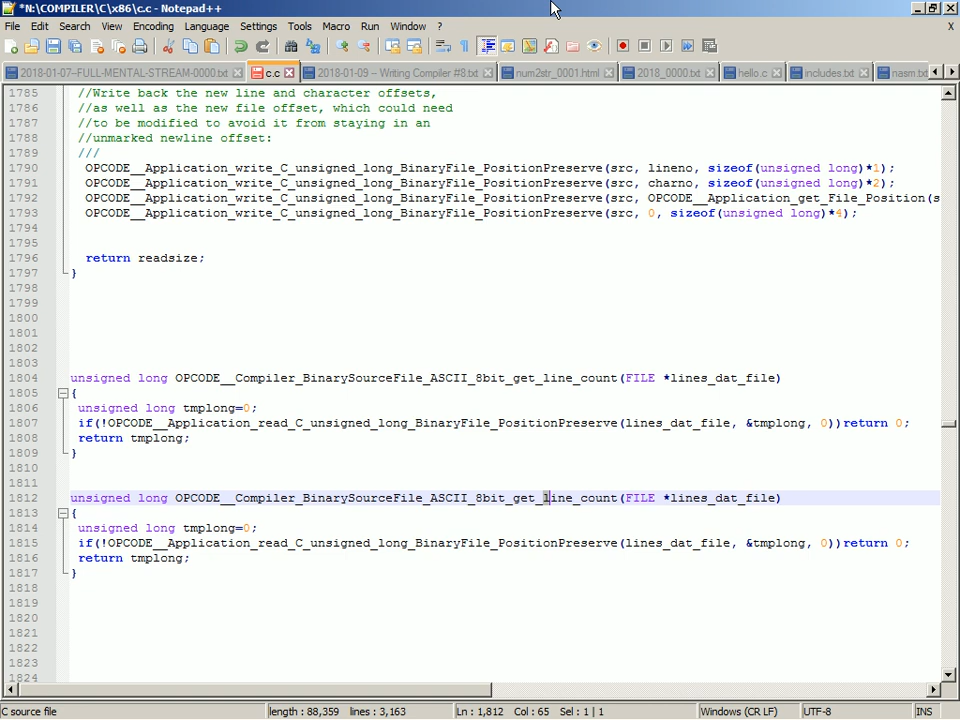 *N:\COMPILER\C\x86\c.c - Notepad++
File Edit Search View Encoding Language Settings Tools Macro Run Window ? X
2018-01-07-FULL-MENTAL-STREAM-0000.txt c.c 2018-01-09 -- Writing Compiler #8.txt num2str_0001.html 2018_0000.txt hello.c includes.txt nasm.tx
1785 //Write back the new line and character offsets,
1786 //as well as the new file offset, which could need
1787 //to be modified to avoid it from staying in an
1788 //unmarked newline offset:
1789 ///
1790 OPCODE__Application_write_C_unsigned_long_BinaryFile_PositionPreserve(src, lineno, sizeof(unsigned long)*1);
1791 OPCODE__Application_write_C_unsigned_long_BinaryFile_PositionPreserve(src, charno, sizeof(unsigned long)*2);
1792 OPCODE__Application_write_C_unsigned_long_BinaryFile_PositionPreserve(src, OPCODE__Application_get_File_Position(s
1793 OPCODE__Application_write_C_unsigned_long_BinaryFile_PositionPreserve(src, 0, sizeof(unsigned long)*4);
1794
1795
1796 return readsize;
1797 }
1798
1799
1800
1801
1802
1803
1804 unsigned long OPCODE__Compiler_BinarySourceFile_ASCII_8bit_get_line_count(FILE *lines_dat_file)
1805 {
1806 unsigned long tmplong=0;
1807 if(!OPCODE__Application_read_C_unsigned_long_BinaryFile_PositionPreserve(lines_dat_file, &tmplong, 0))return 0;
1808 return tmplong;
1809 }
1810
1811
1812 unsigned long OPCODE__Compiler_BinarySourceFile_ASCII_8bit_get_line_count(FILE *lines_dat_file)
1813 {
1814 unsigned long tmplong=0;
1815 if(!OPCODE__Application_read_C_unsigned_long_BinaryFile_PositionPreserve(lines_dat_file, &tmplong, 0))return 0;
1816 return tmplong;
1817 }
1818
1819
1820
1821
1822
1823
1824
C source file length : 88,359 lines : 3,163 Ln : 1,812 Col : 65 Sel : 1 | 1 Windows (CR LF) UTF-8 INS